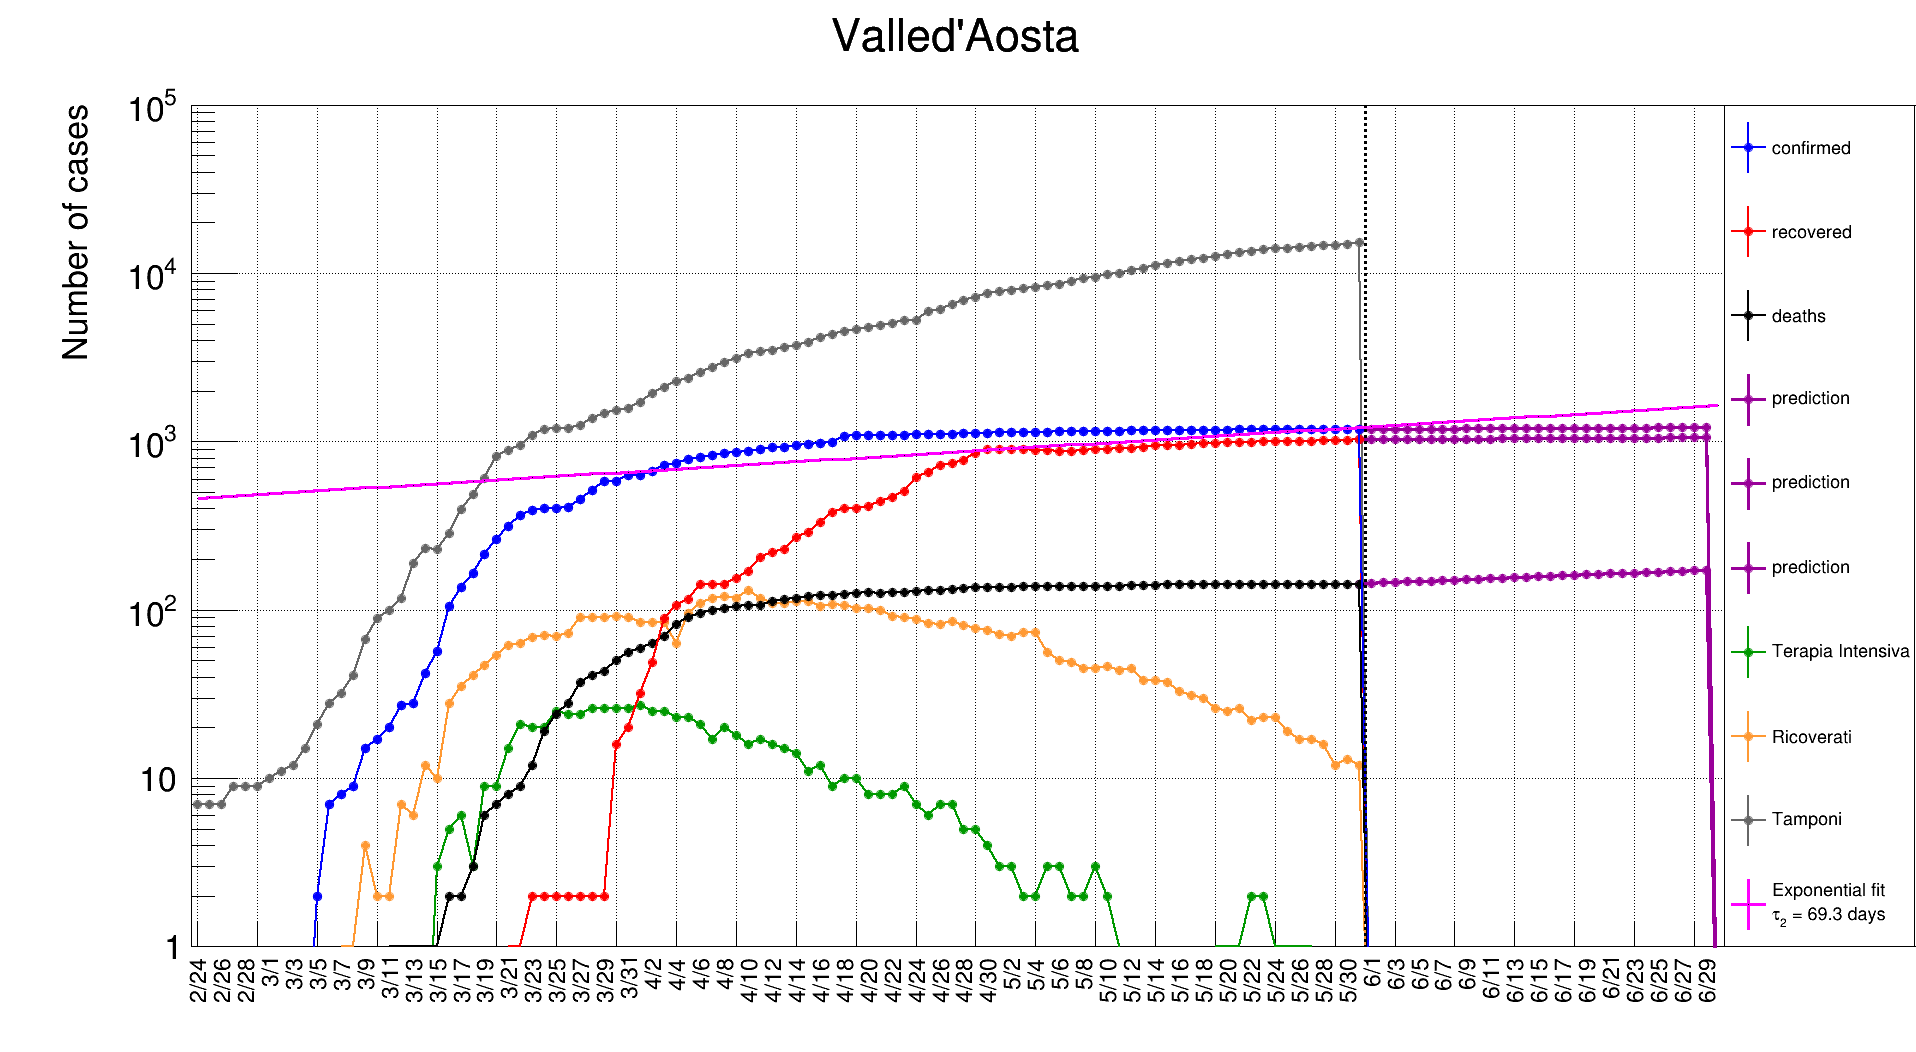 Valled'Aosta
Number of cases
10^5
10^4
10^3
10^2
10
1
2/24 2/26 2/28 3/1 3/3 3/5 3/7 3/9 3/11 3/13 3/15 3/17 3/19 3/21 3/23 3/25 3/27 3/29 3/31 4/2 4/4 4/6 4/8 4/10 4/12 4/14 4/16 4/18 4/20 4/22 4/24 4/26 4/28 4/30 5/2 5/4 5/6 5/8 5/10 5/12 5/14 5/16 5/18 5/20 5/22 5/24 5/26 5/28 5/30 6/1 6/3 6/5 6/7 6/9 6/11 6/13 6/15 6/17 6/19 6/21 6/23 6/25 6/27 6/29
confirmed
recovered
deaths
prediction
prediction
prediction
Terapia Intensiva
Ricoverati
Tamponi
Exponential fit
τ₂ = 69.3 days